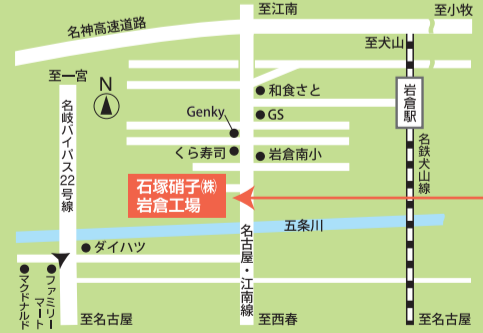 至江南
至小牧
名神高速道路
至犬山
至一宮
N
和食さと
岩倉駅
Genky
GS
くら寿司
岩倉南小
名岐バイパス22号線
名鉄犬山線
石塚硝子㈱
岩倉工場
五条川
名古屋・江南線
ダイハツ
マクドナルド
ファミリー
マート
至名古屋
至西春
至名古屋